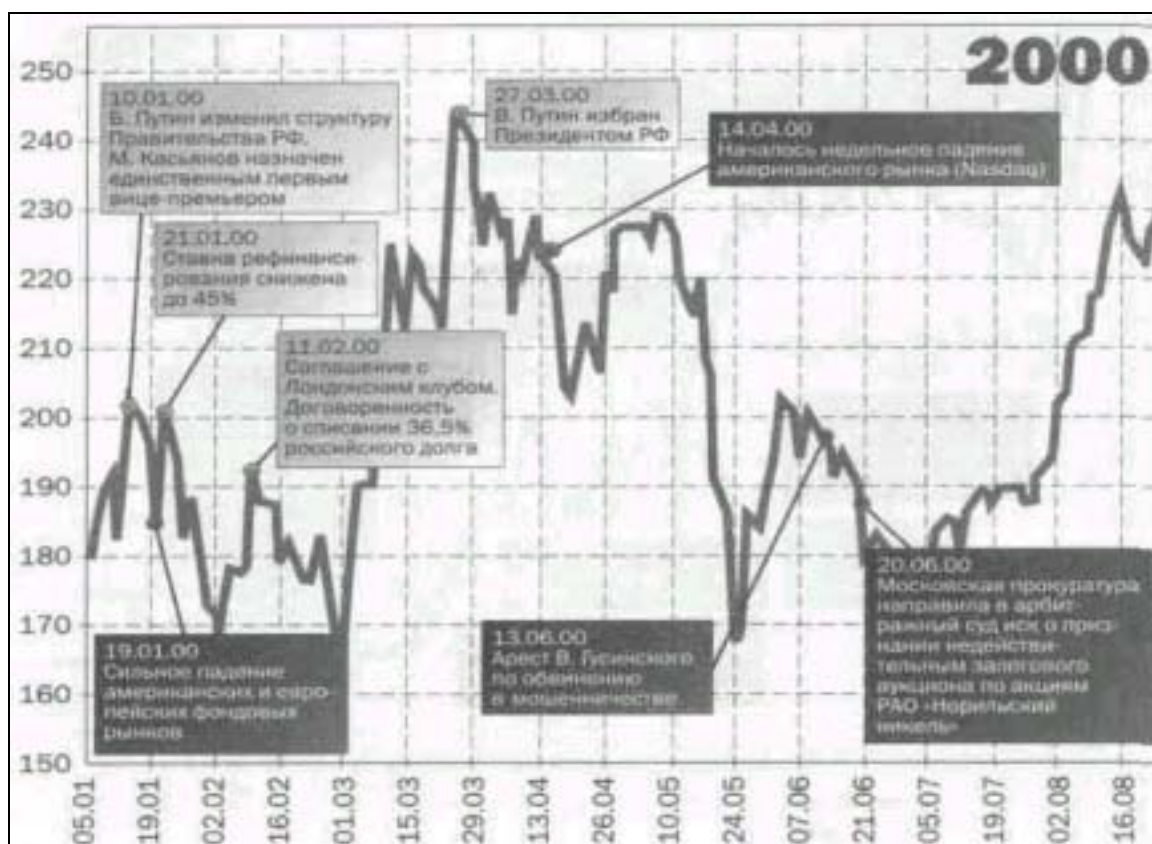 2000
250
240
230
220
210
200
190
180
170
160
150
10.01.00
В. Путин изменил структуру
Правительства РФ.
М. Касьянов назначен
единственным первым
вице-премьером
21.01.00
Ставка рефинанси-
рования снижена
до 45%
11.02.00
Соглашение с
Лондонским клубом.
Договоренность
о списании 36,5%
российского долга
27.03.00
В. Путин избран
Президентом РФ
14.04.00
Началось недельное падение
американского рынка (Nasdaq)
19.01.00
Сильное падение
американских и евро-
пейских фондовых
рынков
13.06.00
Арест В. Гусинского
по обвинению
в мошенничестве
20.06.00
Московская прокуратура
направила в арбит-
ражный суд иск о приз-
нании недействи-
тельным залогового
аукциона по акциям
РАО «Норильский
никель»
05.01
19.01
02.02
16.02
01.03
15.03
29.03
13.04
26.04
10.05
24.05
07.06
21.06
05.07
19.07
02.08
16.08